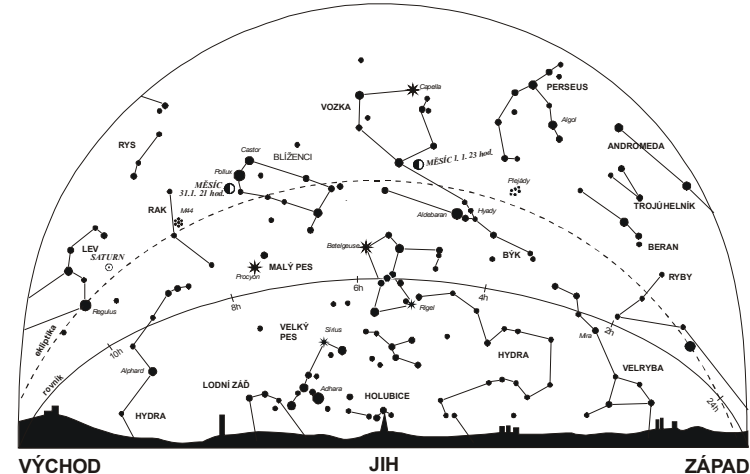 Capella
PERSEUS
VOZKA
Algol
ANDROMEDA
RYS
Castor
BLÍŽENCI
MĚSÍC 1. 1. 23 hod.
Pollux
MĚSÍC
31.1. 21 hod.
Plejády
TROJÚHELNÍK
RAK
M44
Aldebaran
Hyady
BERAN
LEV
SATURN
Betelgeuse
BÝK
MALÝ PES
Procyon
RYBY
6h
4h
8h
Regulus
Rigel
ekliptika
VELKÝ
PES
Sirius
2h
Mira
10h
HYDRA
rovník
Alphard
VELRYBA
LODNÍ ZÁĎ
Adhara
HOLUBICE
24h
HYDRA
VÝCHOD
JIH
ZÁPAD